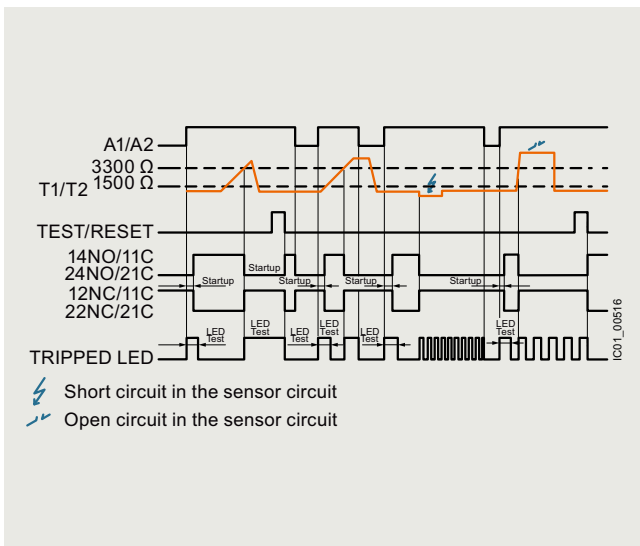 A1/A2
3300 Ω
1500 Ω
T1/T2
TEST/RESET
14NO/11C
24NO/21C
12NC/11C
22NC/21C
Startup
Startup
Startup
Startup
Startup
LED
Test
LED
Test
LED
Test
LED
Test
LED
Test
LED
Test
TRIPPED LED
IC01_00516
Short circuit in the sensor circuit
Open circuit in the sensor circuit